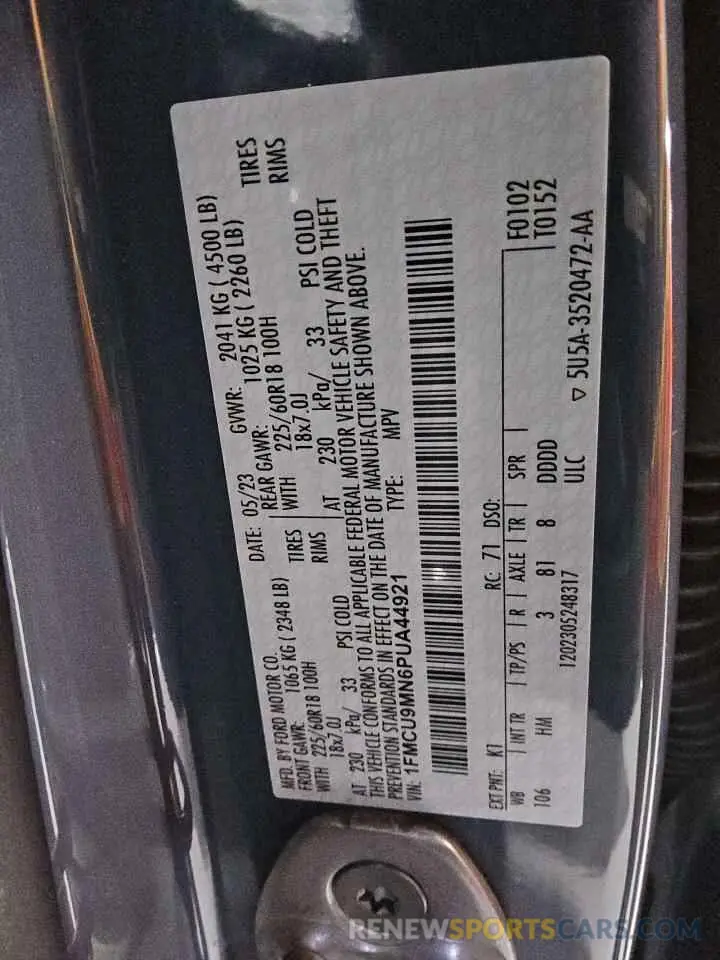 MFD. BY FORD MOTOR CO.
DATE: 05/23 GVWR: 2041 KG ( 4500 LB)
FRONT GAWR: 1065 KG ( 2348 LB) REAR GAWR: 1025 KG ( 2260 LB)
WITH 225/60R18 100H TIRES WITH 225/60R18 100H TIRES
18x7.0J RIMS 18x7.0J RIMS
AT 230 kPa/ 33 PSI COLD AT 230 kPa/ 33 PSI COLD
THIS VEHICLE CONFORMS TO ALL APPLICABLE FEDERAL MOTOR VEHICLE SAFETY AND THEFT
PREVENTION STANDARDS IN EFFECT ON THE DATE OF MANUFACTURE SHOWN ABOVE.
VIN: 1FMCU9MN6PUA44921 TYPE: MPV
EXT PNT: K1 RC: 71 DSO:
WB INT TR TP/PS R AXLE TR SPR F0102
106 HM 3 81 8 DDDD T0152
1202305248317 ULC ▽ 5U5A-3520472-AA
RENEWSPORTSCARS.COM